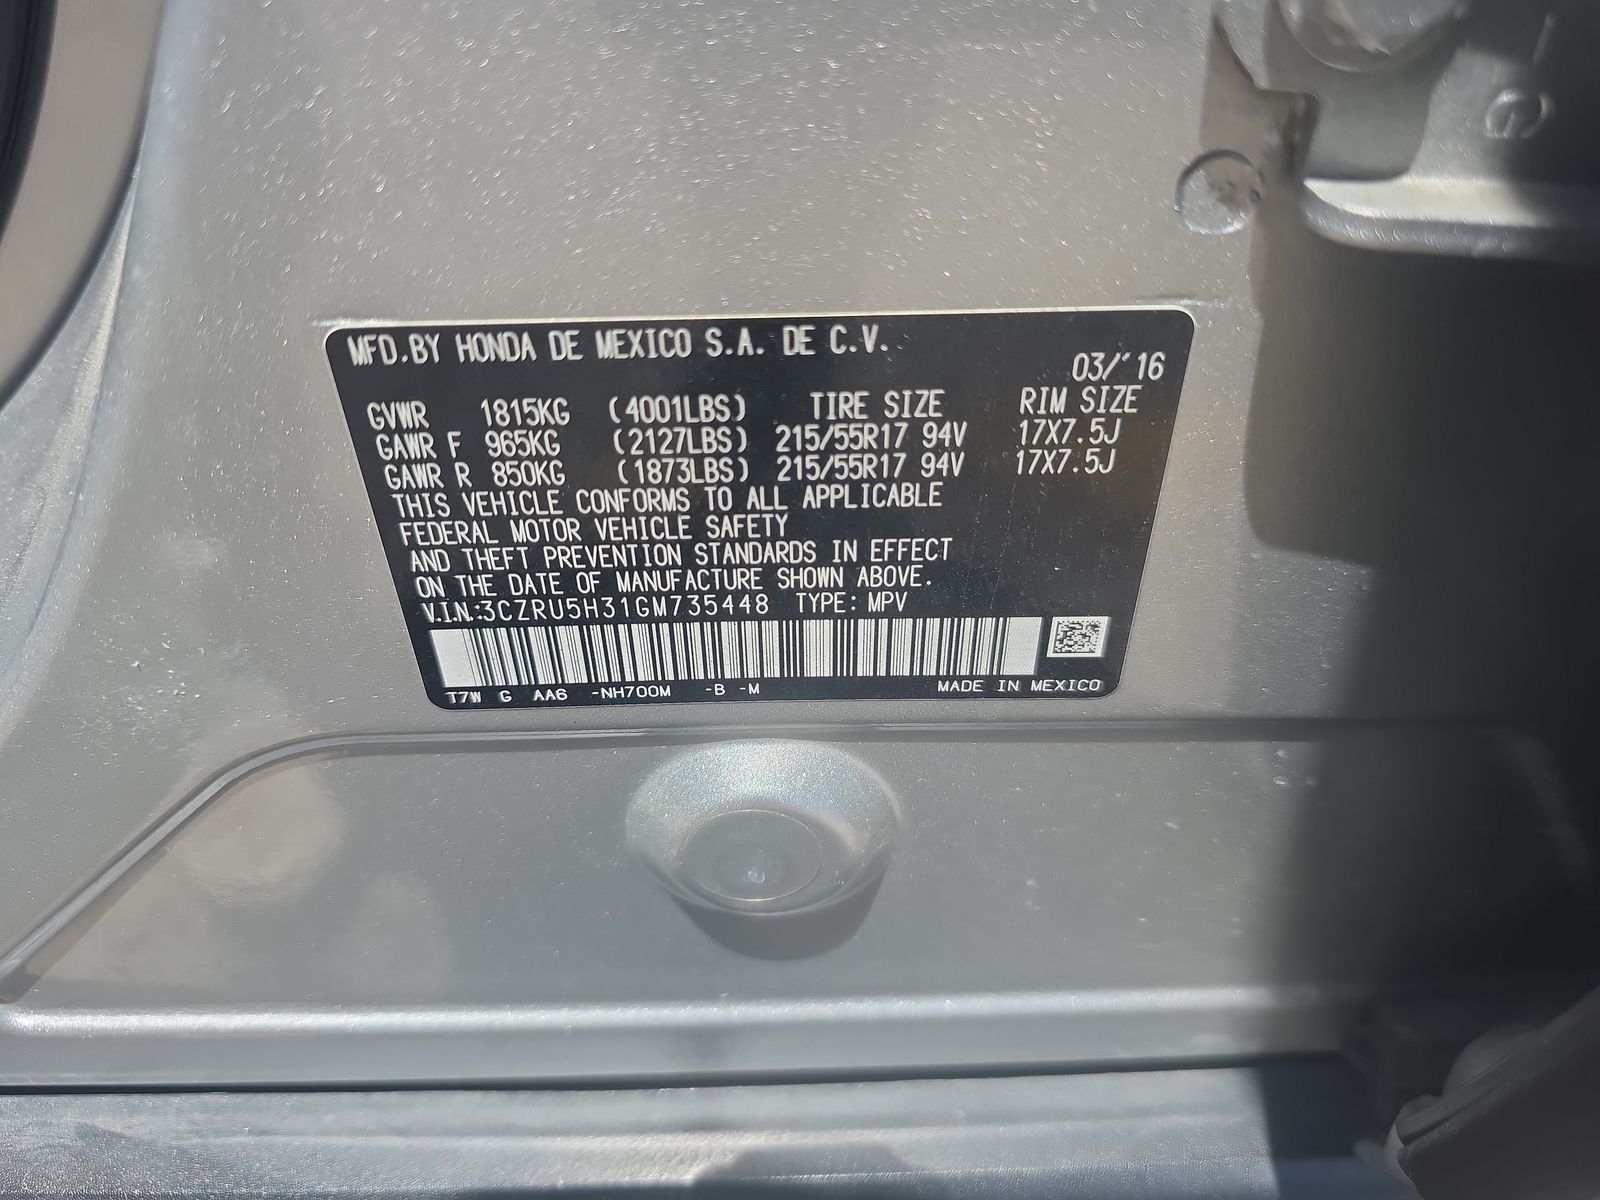 MFD.BY HONDA DE MEXICO S.A. DE C.V.
03/'16
GVWR 1815KG (4001LBS) TIRE SIZE RIM SIZE
GAWR F 965KG (2127LBS) 215/55R17 94V 17X7.5J
GAWR R 850KG (1873LBS) 215/55R17 94V 17X7.5J
THIS VEHICLE CONFORMS TO ALL APPLICABLE
FEDERAL MOTOR VEHICLE SAFETY
AND THEFT PREVENTION STANDARDS IN EFFECT
ON THE DATE OF MANUFACTURE SHOWN ABOVE.
V.I.N.:3CZRU5H31GM735448 TYPE: MPV
T7W G AA6 -NH700M -B -M MADE IN MEXICO